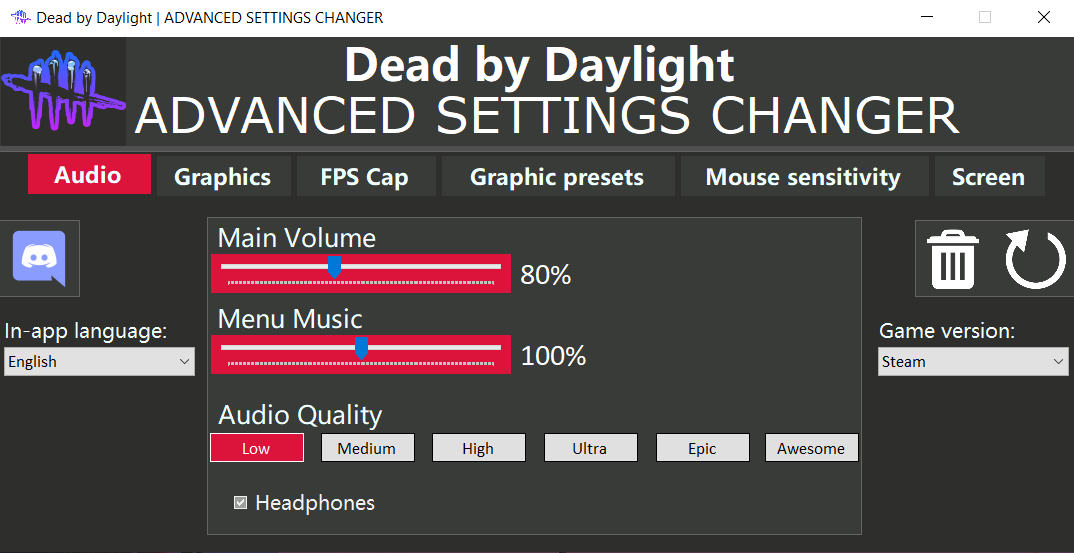 Dead by Daylight | ADVANCED SETTINGS CHANGER
Dead by Daylight
ADVANCED SETTINGS CHANGER
Audio
Graphics
FPS Cap
Graphic presets
Mouse sensitivity
Screen
Main Volume
80%
Menu Music
100%
In-app language:
English
Game version:
Steam
Audio Quality
Low
Medium
High
Ultra
Epic
Awesome
Headphones